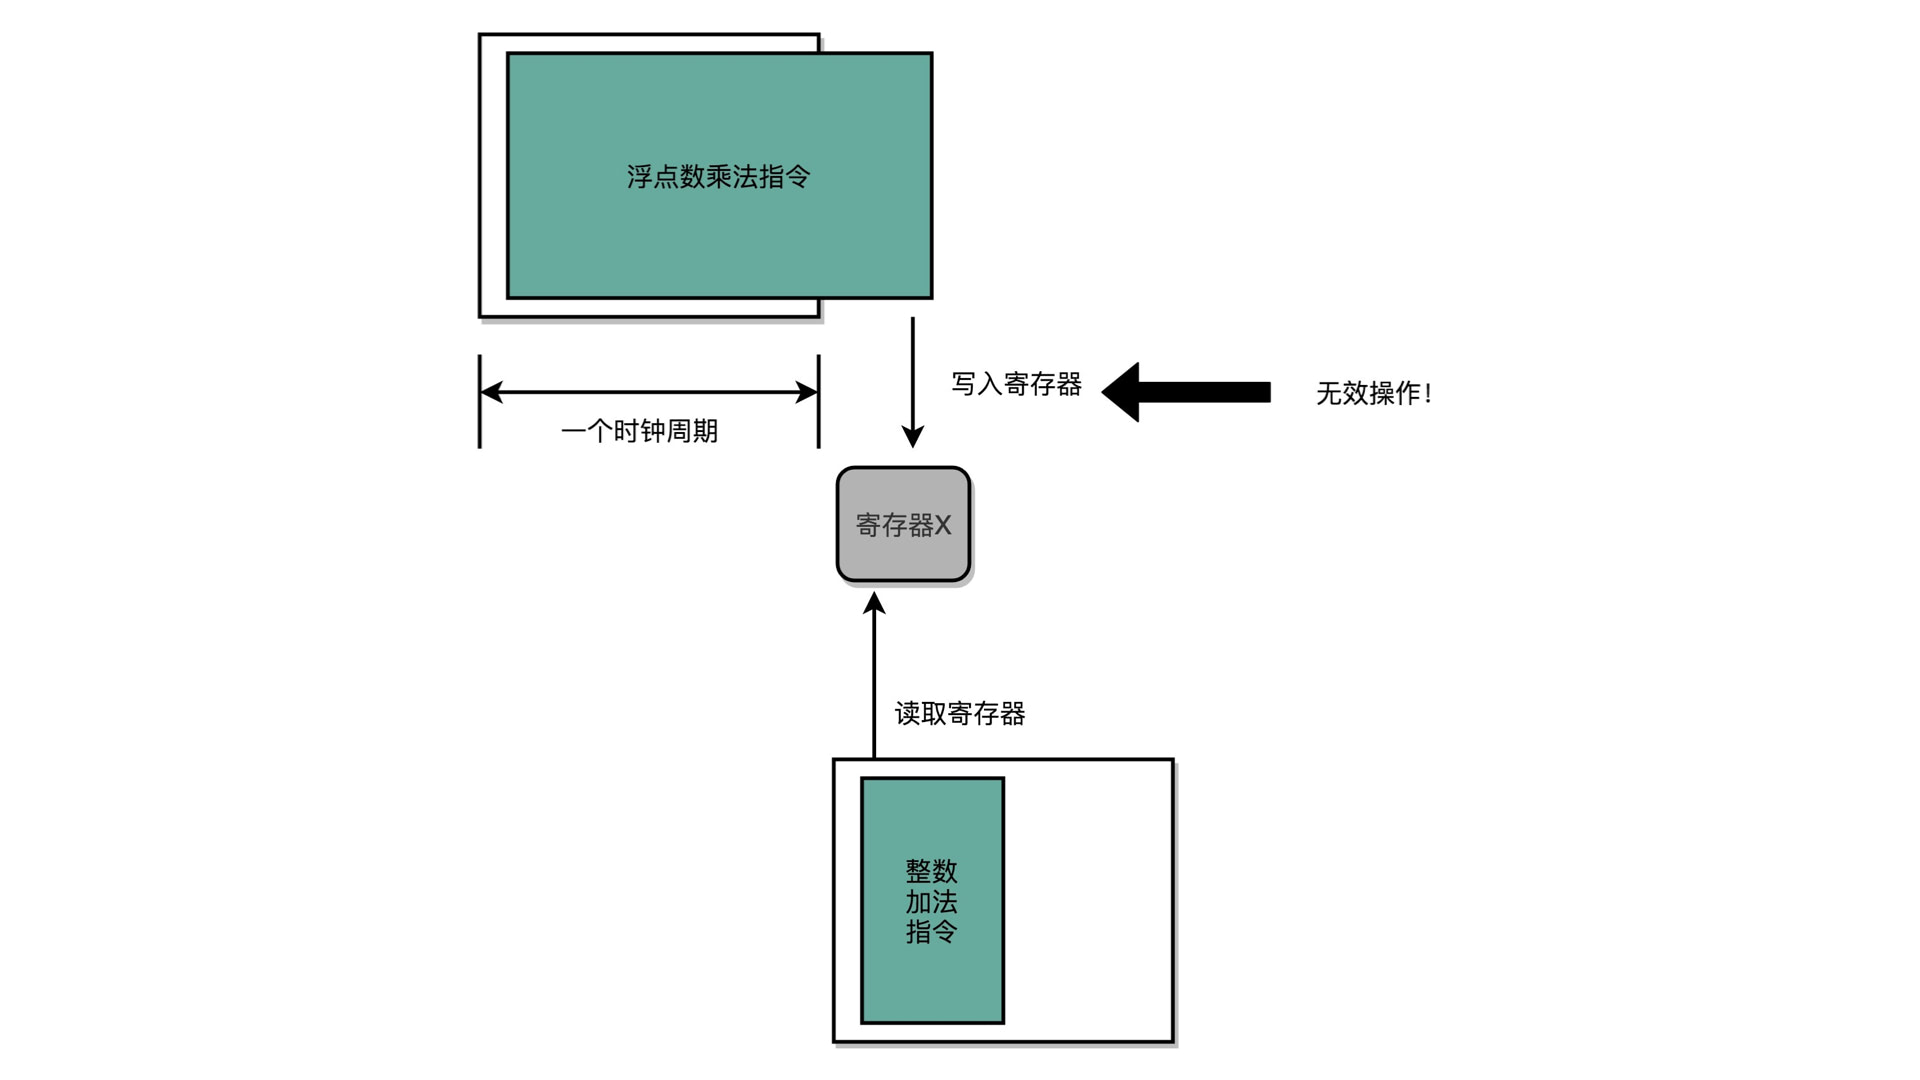 浮点数乘法指令
写入寄存器
无效操作！
一个时钟周期
寄存器X
读取寄存器
整数
加法
指令